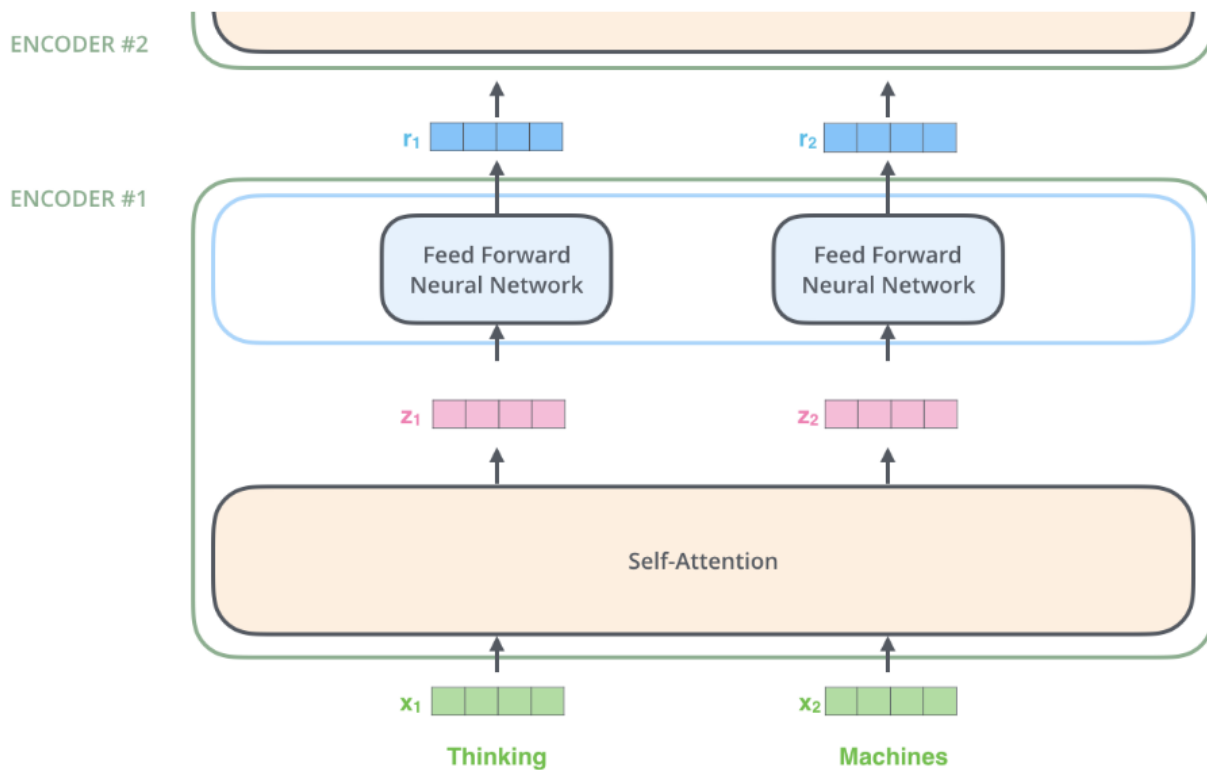 ENCODER #2
r₁
r₂
ENCODER #1
Feed Forward
Neural Network
Feed Forward
Neural Network
z₁
z₂
Self-Attention
x₁
x₂
Thinking
Machines